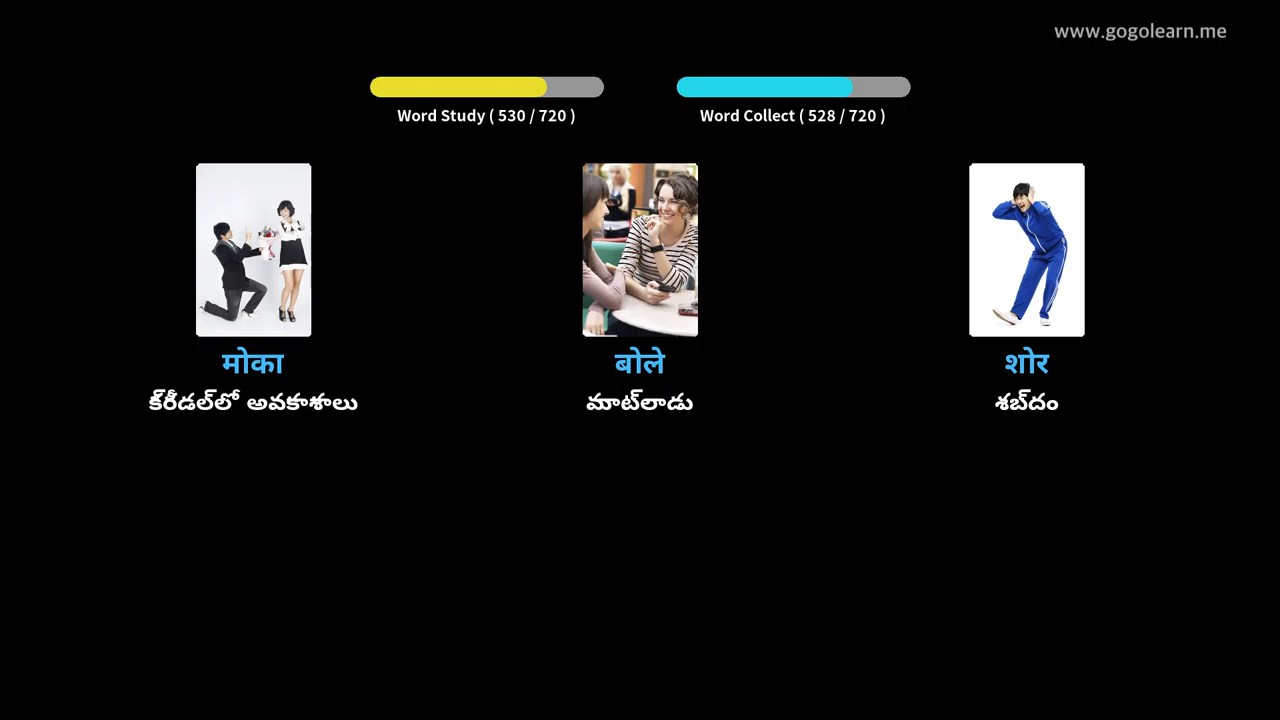 www.gogolearn.me
Word Study ( 530 / 720 )
Word Collect ( 528 / 720 )
मोका
बोले
शोर
క్రీడల్లో అవకాశాలు
మాట్లాడు
శబ్దం